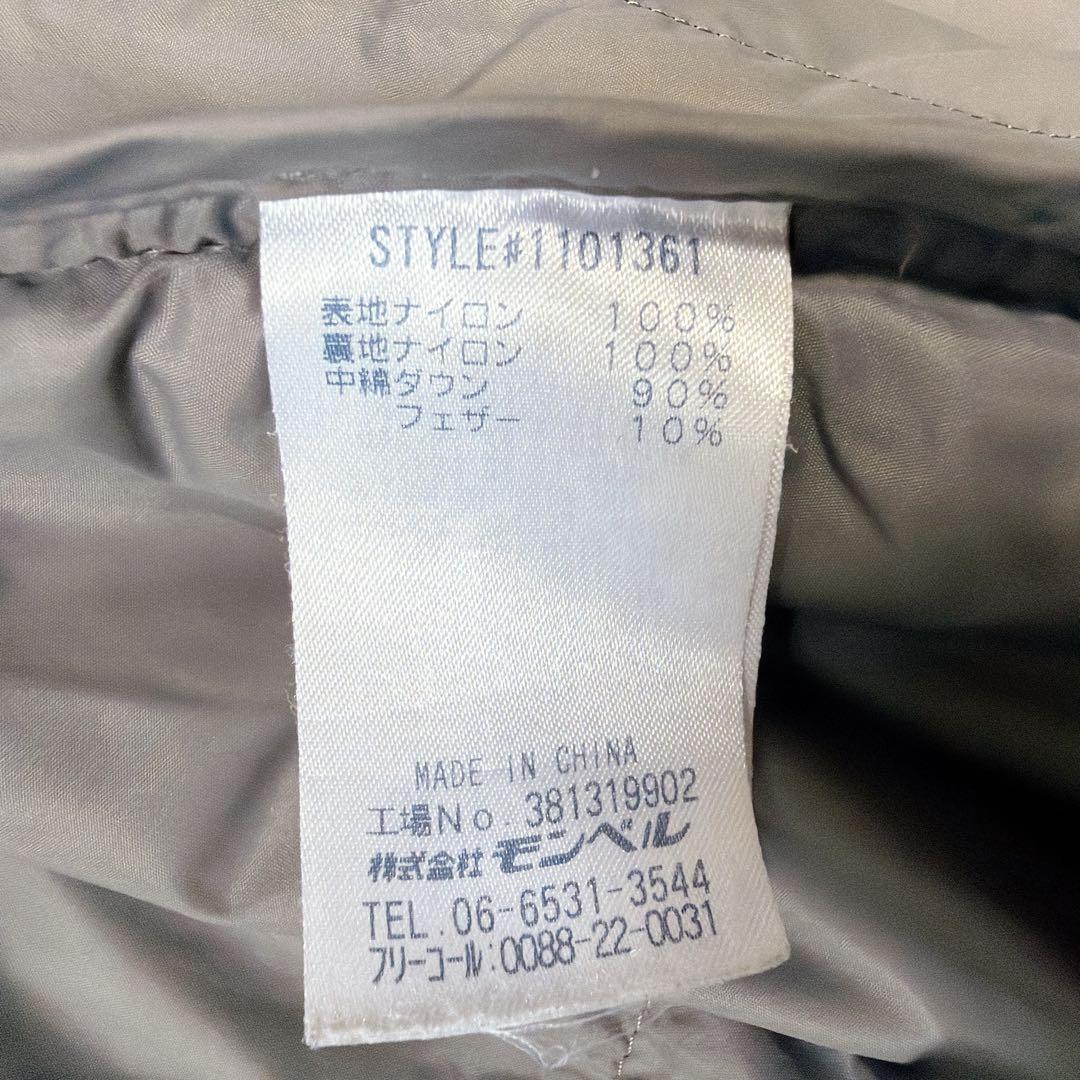 STYLE#1101361
表地ナイロン 100%
裏地ナイロン 100%
中綿ダウン 90%
フェザー 10%
MADE IN CHINA
工場No. 381319902
株式会社 モンベル
TEL. 06-6531-3544
フリーコール:0088-22-0031